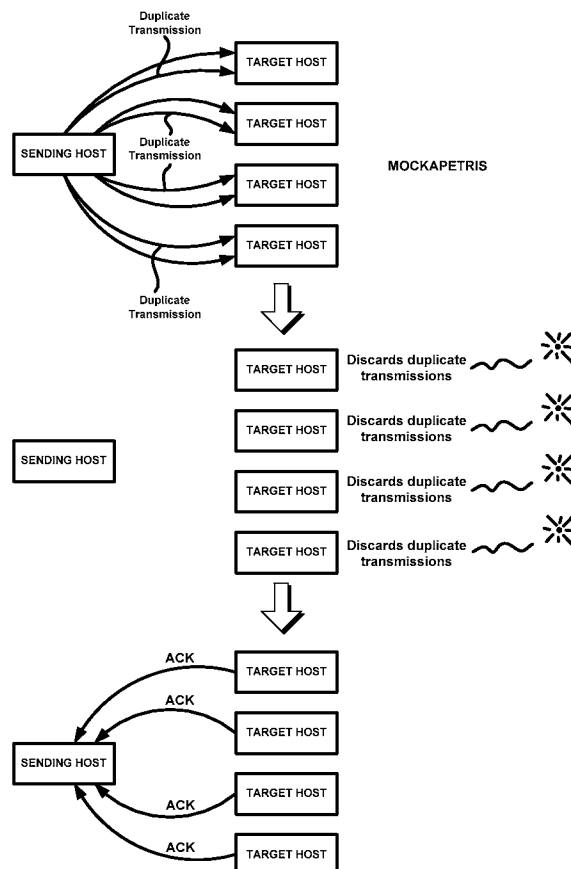 Duplicate
Transmission
TARGET HOST
TARGET HOST
SENDING HOST
Duplicate
Transmission
MOCKAPETRIS
TARGET HOST
TARGET HOST
Duplicate
Transmission
TARGET HOST
Discards duplicate
transmissions
TARGET HOST
Discards duplicate
transmissions
SENDING HOST
TARGET HOST
Discards duplicate
transmissions
TARGET HOST
Discards duplicate
transmissions
ACK
TARGET HOST
ACK
TARGET HOST
SENDING HOST
ACK
TARGET HOST
ACK
TARGET HOST